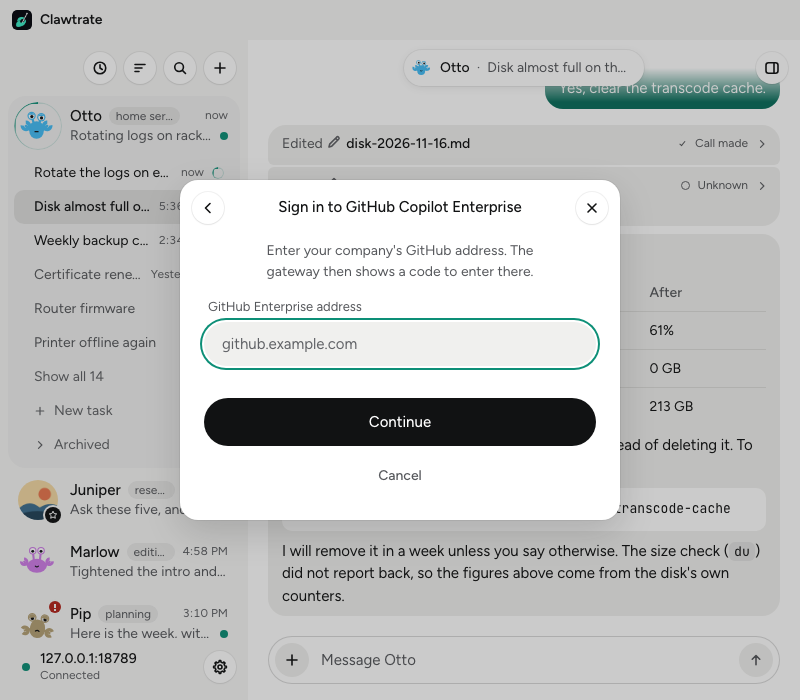 Clawtrate
Otto · Disk almost full on th...
Otto home ser... now
Rotating logs on rack...
Rotate the logs on e... now
Disk almost full o... 5:36
Weekly backup c... 2:34
Certificate rene... Yeste
Router firmware
Printer offline again
Show all 14
New task
Archived
Juniper rese...
Ask these five, and
Marlow editi... 4:58 PM
Tightened the intro and...
Pip planning 3:10 PM
Here is the week. wit...
127.0.0.1:18789
Connected
Yes, clear the transcode cache.
Edited disk-2026-11-16.md Call made
Unknown
Sign in to GitHub Copilot Enterprise
Enter your company's GitHub address. The
gateway then shows a code to enter there.
GitHub Enterprise address
github.example.com
Continue
Cancel
After
61%
0 GB
213 GB
ead of deleting it. To
transcode-cache
I will remove it in a week unless you say otherwise. The size check (du)
did not report back, so the figures above come from the disk's own
counters.
Message Otto